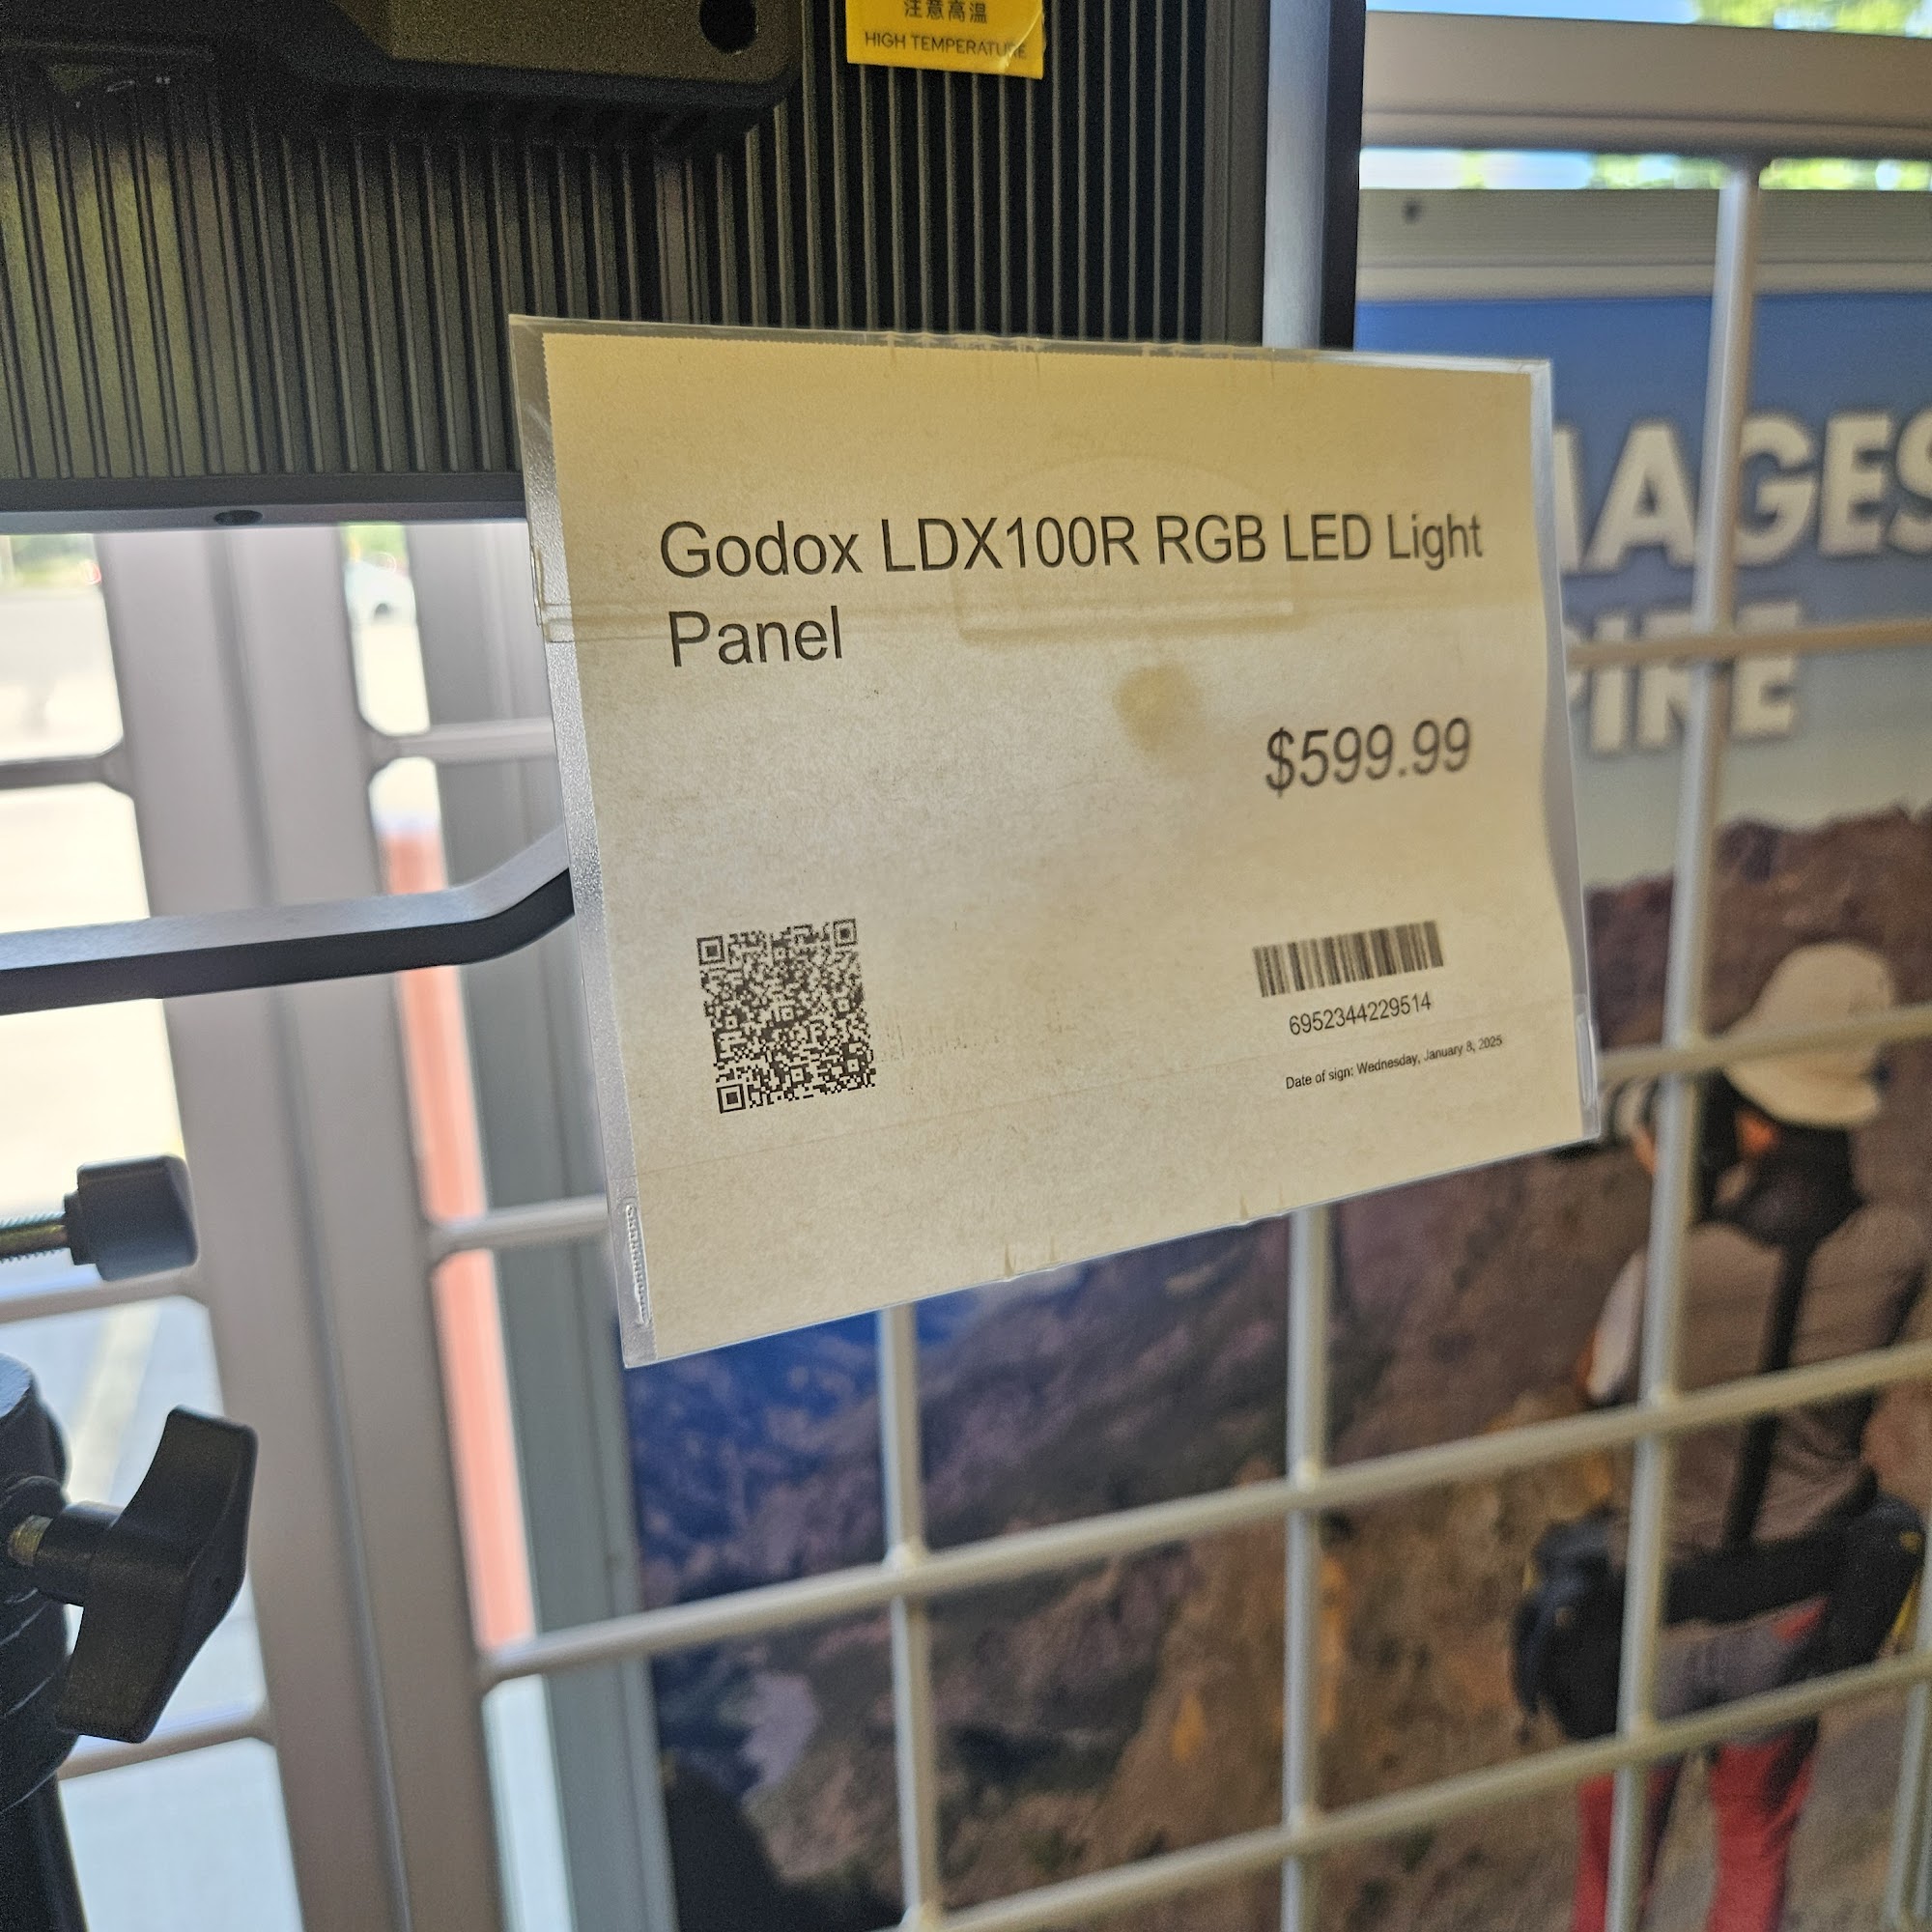 注意高温
HIGH TEMPERATURE
Godox LDX100R RGB LED Light
Panel
$599.99
6952344229514
Date of sign: Wednesday, January 8, 2025
AGES